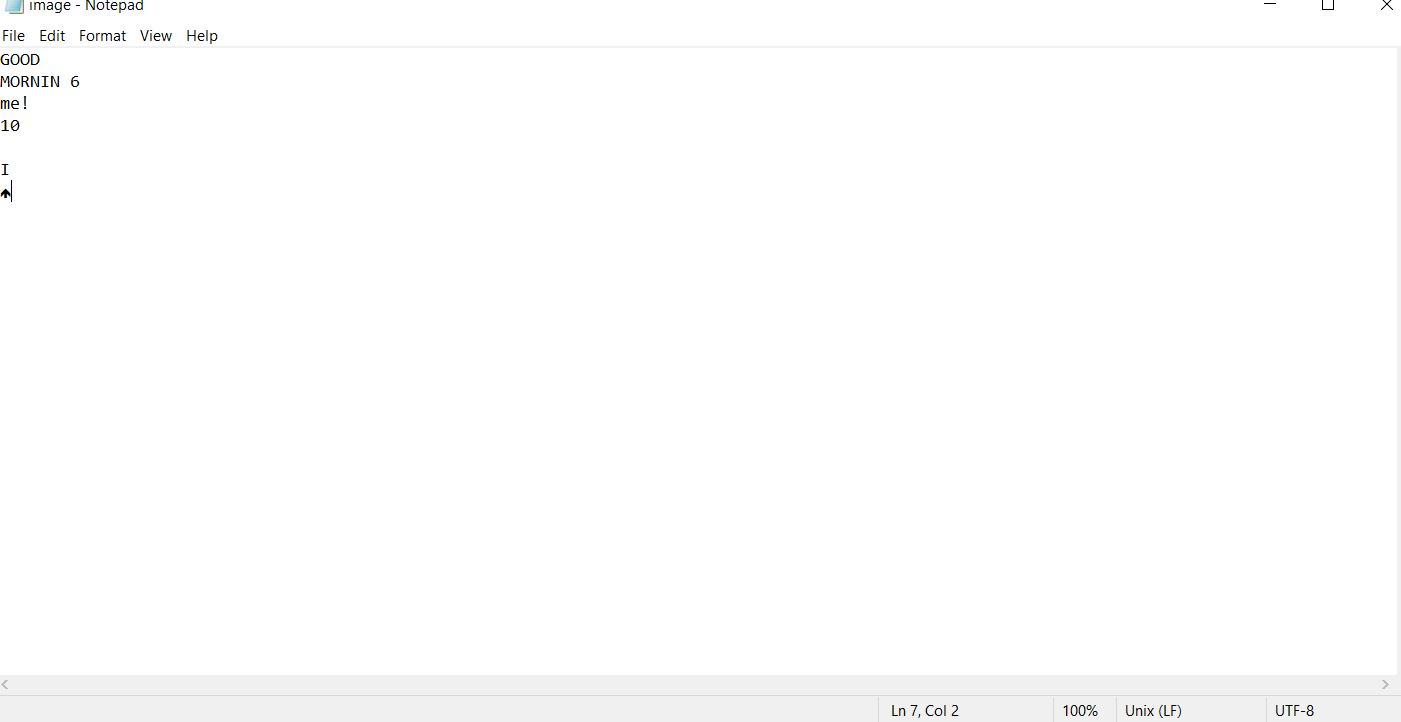 image - Notepad
File Edit Format View Help
GOOD
MORNIN 6
me!
10

I
🡹
Ln 7, Col 2 100% Unix (LF) UTF-8